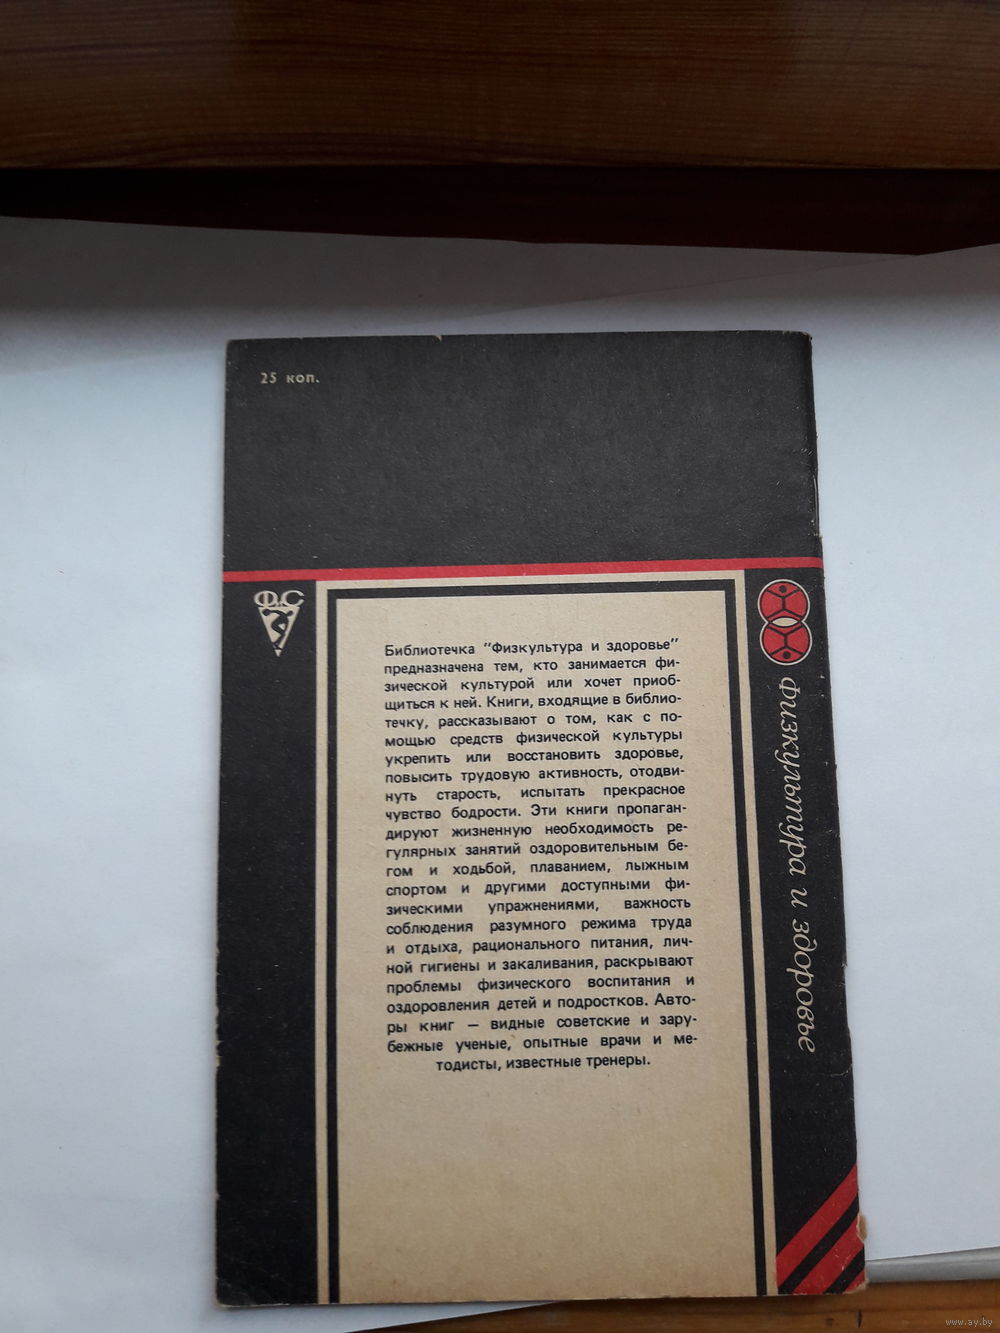 25 коп.
ФиС
Библиотечка "Физкультура и здоровье"
предназначена тем, кто занимается фи-
зической культурой или хочет приоб-
щиться к ней. Книги, входящие в библио-
течку, рассказывают о том, как с по-
мощью средств физической культуры
укрепить или восстановить здоровье,
повысить трудовую активность, отодви-
нуть старость, испытать прекрасное
чувство бодрости. Эти книги пропаган-
дируют жизненную необходимость ре-
гулярных занятий оздоровительным бе-
гом и ходьбой, плаванием, лыжным
спортом и другими доступными фи-
зическими упражнениями, важность
соблюдения разумного режима труда
и отдыха, рационального питания, лич-
ной гигиены и закаливания, раскрывают
проблемы физического воспитания и
оздоровления детей и подростков. Авто-
ры книг — видные советские и зару-
бежные ученые, опытные врачи и ме-
тодисты, известные тренеры.
Физкультура и здоровье
www.ay.by